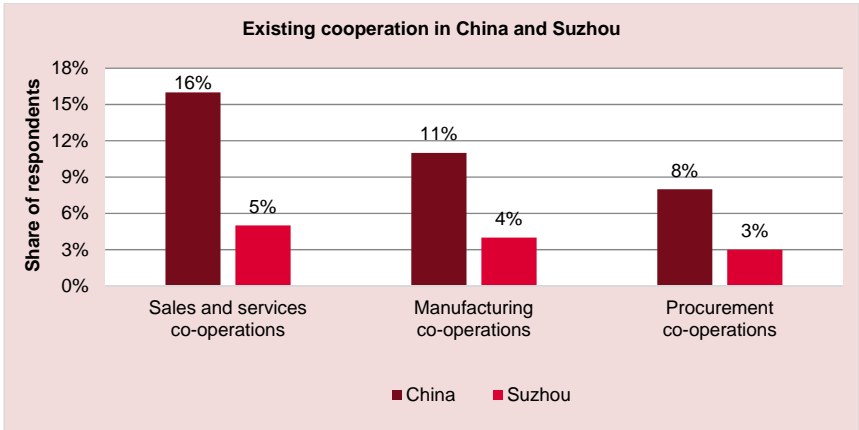 Existing cooperation in China and Suzhou
Share of respondents
18%
15%
12%
9%
6%
3%
0%
16%
5%
11%
4%
8%
3%
Sales and services
co-operations
Manufacturing
co-operations
Procurement
co-operations
China
Suzhou